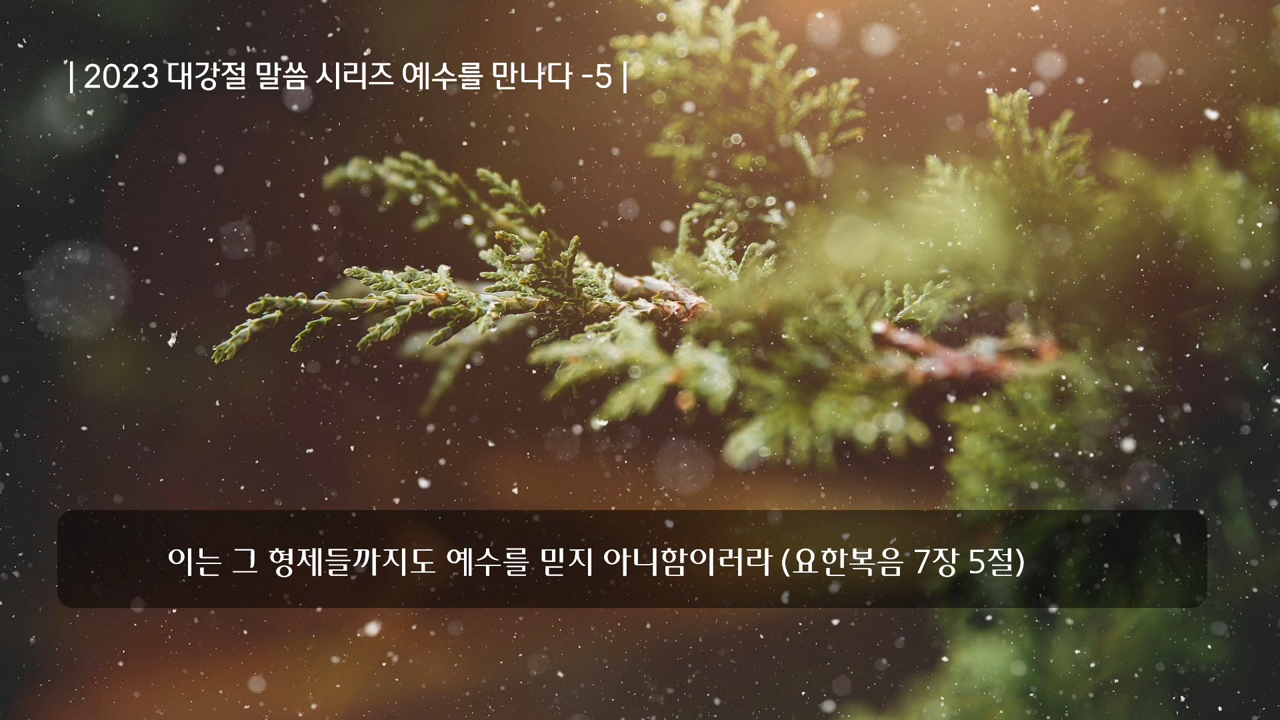 | 2023 대강절 말씀 시리즈 예수를 만나다 -5 |
이는 그 형제들까지도 예수를 믿지 아니함이러라 (요한복음 7장 5절)